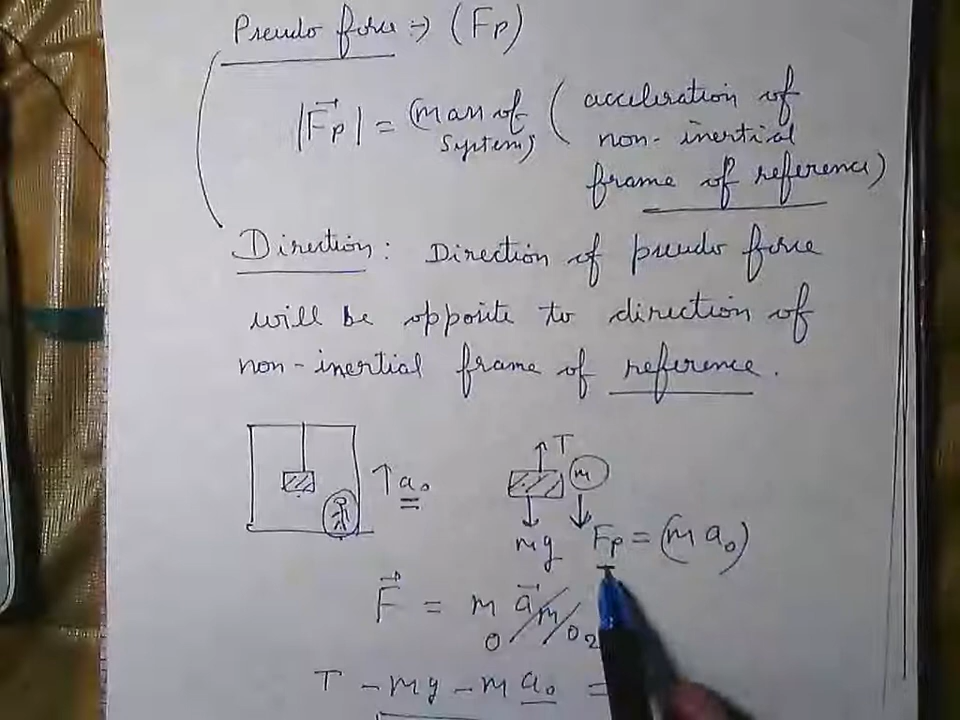 Pseudo force :-> (Fp)
|F⃗p| = (mass of system) (acceleration of
non-inertial
frame of reference)
Direction: Direction of pseudo force
will be opposite to direction of
non-inertial frame of reference.
↑ a₀
T
m
mg Fp = (m a₀)
F⃗ = m a⃗ m/O₂
O
T - mg - m a₀ =